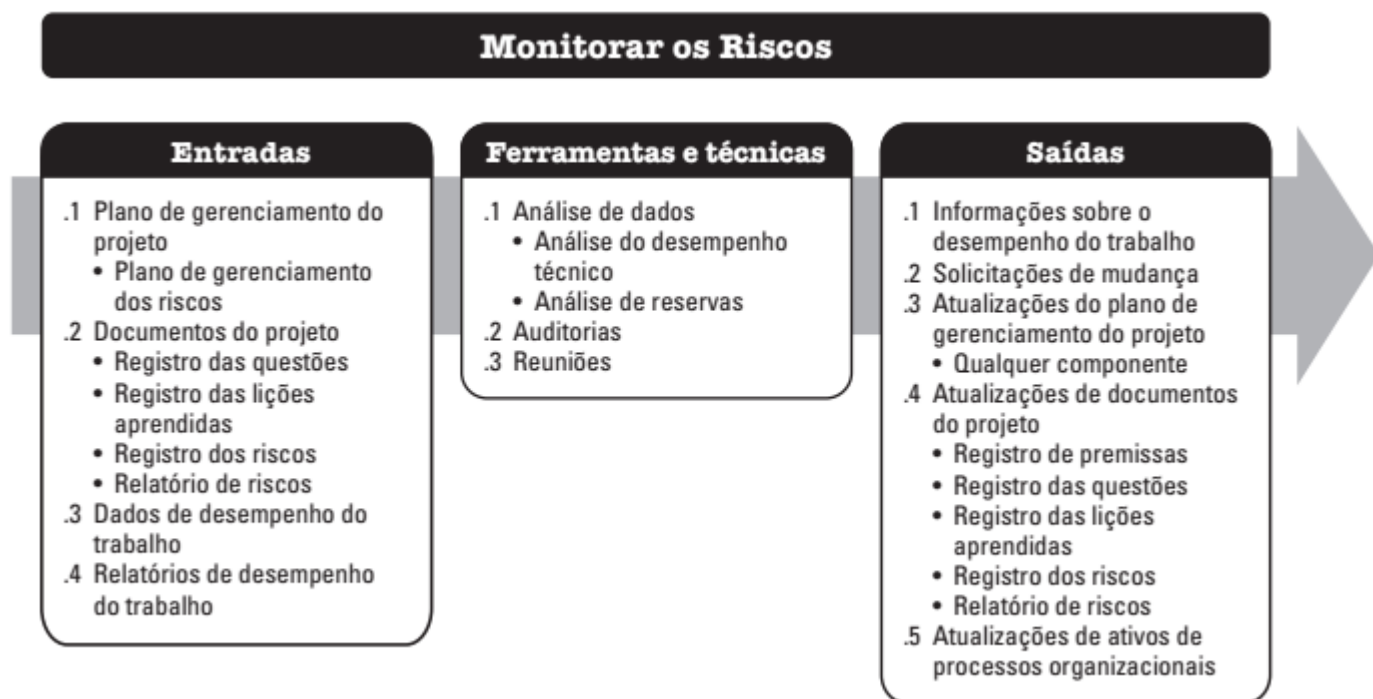 Monitorar os Riscos
Entradas
.1 Plano de gerenciamento do
projeto
• Plano de gerenciamento
dos riscos
.2 Documentos do projeto
• Registro das questões
• Registro das lições
aprendidas
• Registro dos riscos
• Relatório de riscos
.3 Dados de desempenho do
trabalho
.4 Relatórios de desempenho
do trabalho
Ferramentas e técnicas
.1 Análise de dados
• Análise do desempenho
técnico
• Análise de reservas
.2 Auditorias
.3 Reuniões
Saídas
.1 Informações sobre o
desempenho do trabalho
.2 Solicitações de mudança
.3 Atualizações do plano de
gerenciamento do projeto
• Qualquer componente
.4 Atualizações de documentos
do projeto
• Registro de premissas
• Registro das questões
• Registro das lições
aprendidas
• Registro dos riscos
• Relatório de riscos
.5 Atualizações de ativos de
processos organizacionais